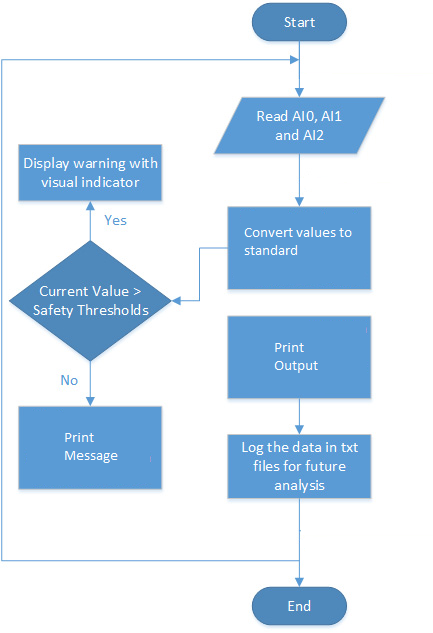 Start
Read AI0, AI1
and AI2
Display warning with
visual indicator
Yes
Convert values to
standard
Current Value >
Safety Thresholds
Print
Output
No
Print
Message
Log the data in txt
files for future
analysis
End